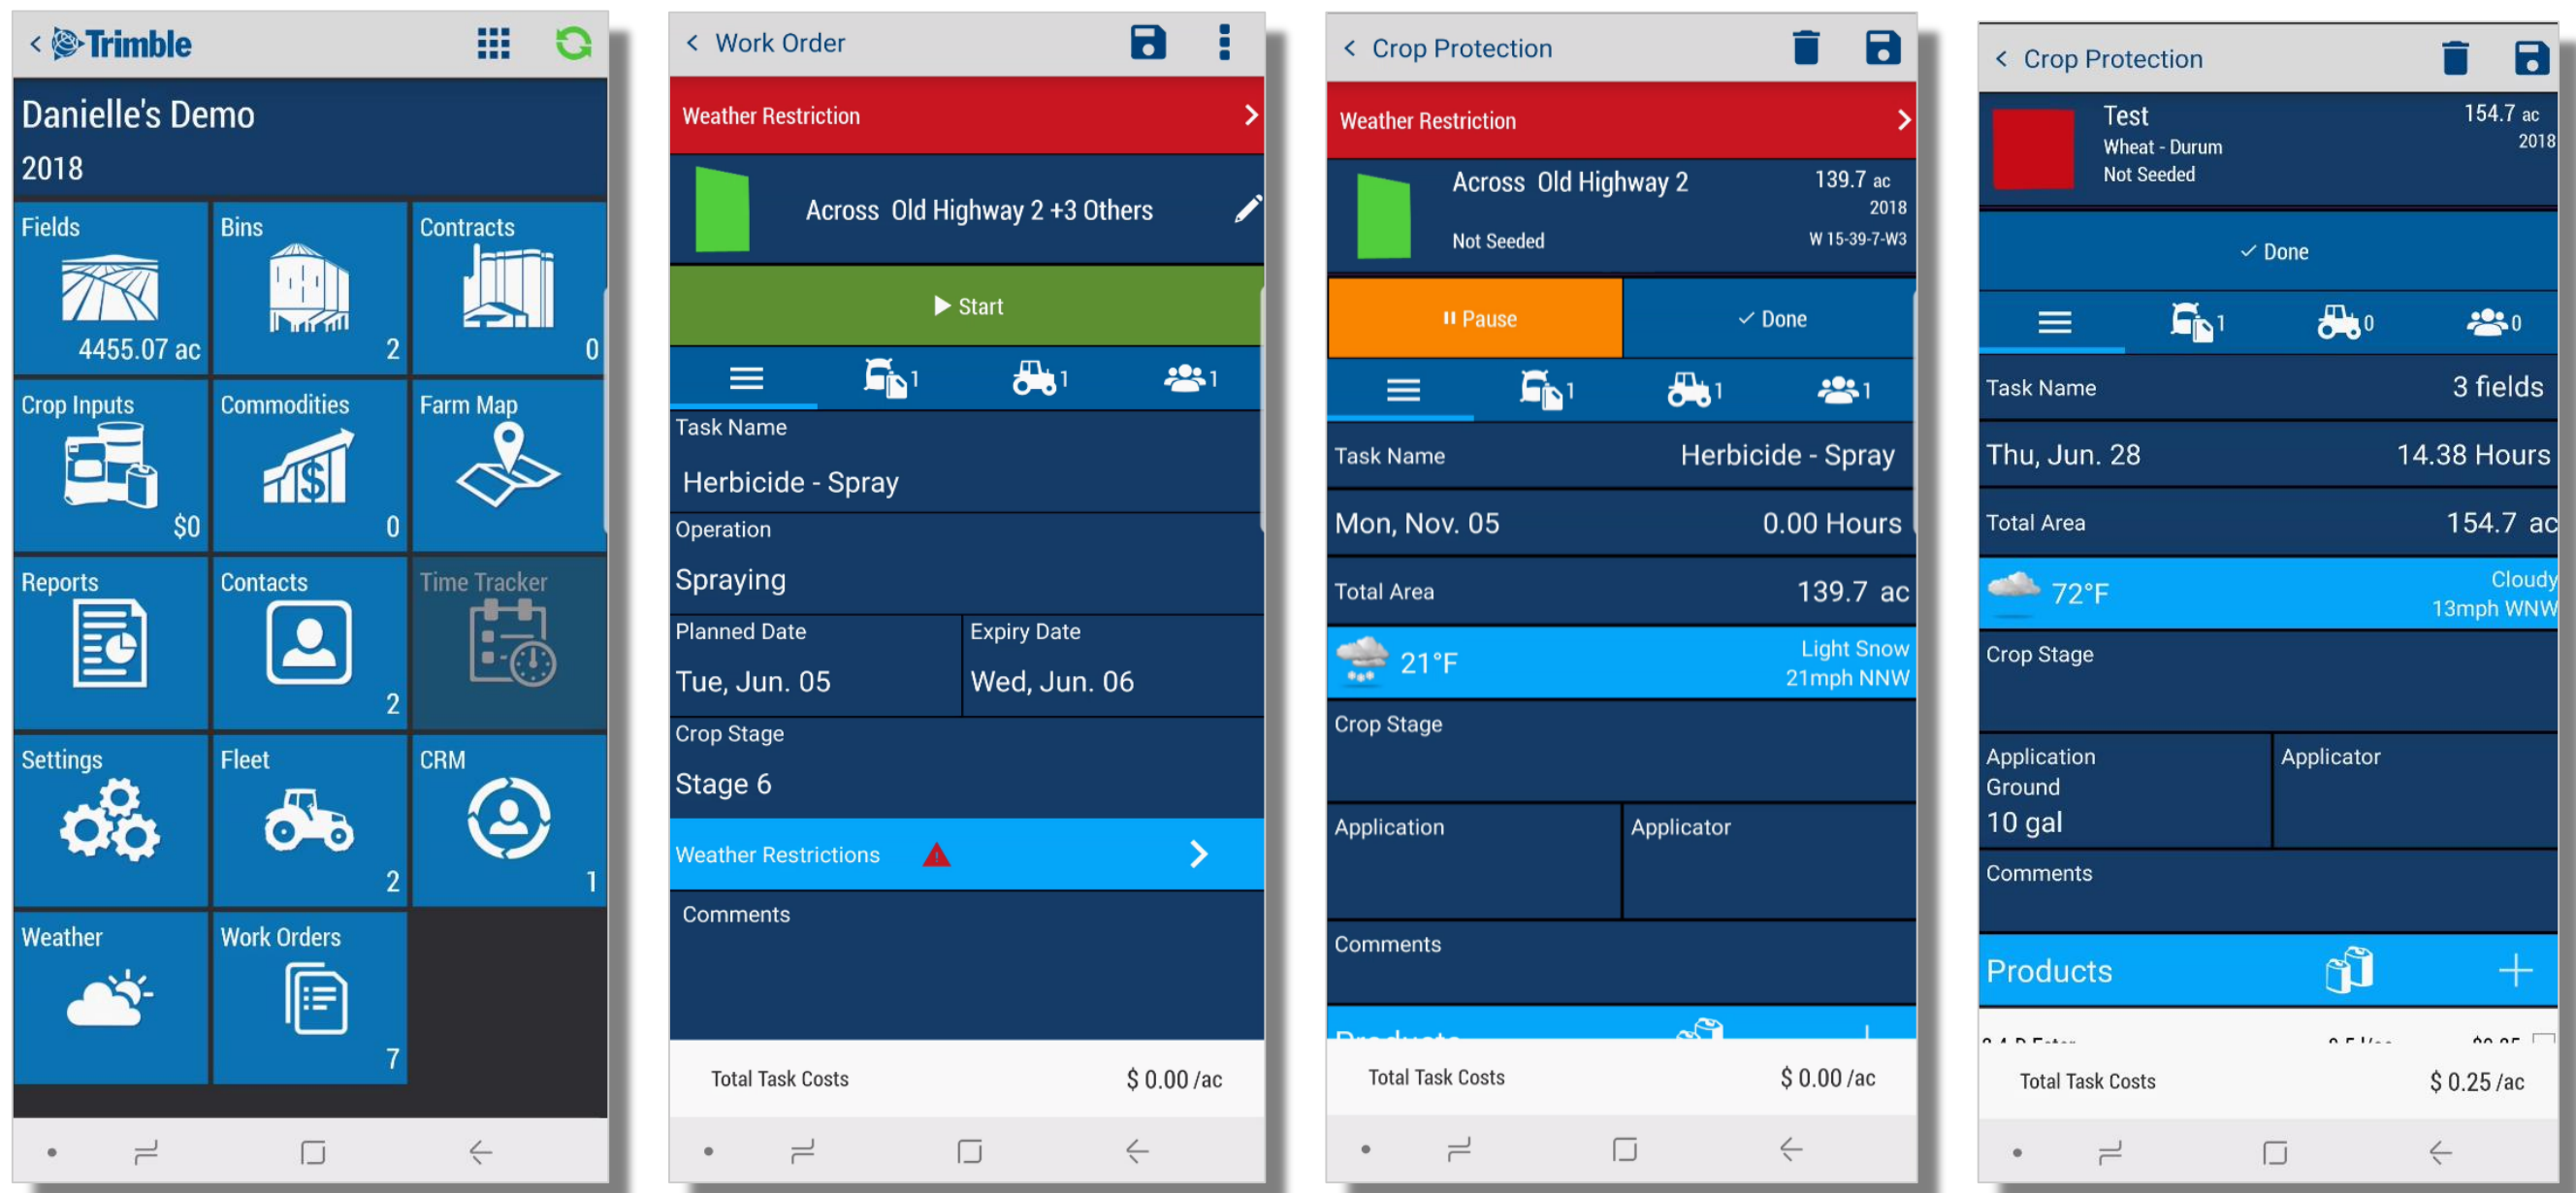 < Trimble
Danielle's Demo
2018
Fields
4455.07 ac
Bins
2
Contracts
0
Crop Inputs
$0
Commodities
$
0
Farm Map
Reports
Contacts
2
Time Tracker
Settings
Fleet
2
CRM
1
Weather
Work Orders
7
< Work Order
Weather Restriction
Across Old Highway 2 +3 Others
Start
1
1
1
Task Name
Herbicide - Spray
Operation
Spraying
Planned Date
Tue, Jun. 05
Expiry Date
Wed, Jun. 06
Crop Stage
Stage 6
Weather Restrictions
Comments
Total Task Costs $ 0.00 /ac
< Crop Protection
Weather Restriction
Across Old Highway 2 139.7 ac
2018
Not Seeded W 15-39-7-W3
Pause
Done
1
1
1
Task Name Herbicide - Spray
Mon, Nov. 05 0.00 Hours
Total Area 139.7 ac
21°F
Light Snow
21mph NNW
Crop Stage
Application
Applicator
Comments
Products
Total Task Costs $ 0.00 /ac
< Crop Protection
Test 154.7 ac
Wheat - Durum 2018
Not Seeded
Done
1
0
0
Task Name 3 fields
Thu, Jun. 28 14.38 Hours
Total Area 154.7 ac
72°F
Cloudy
13mph WNW
Crop Stage
Application
Ground
10 gal
Applicator
Comments
Products
Total Task Costs $ 0.25 /ac